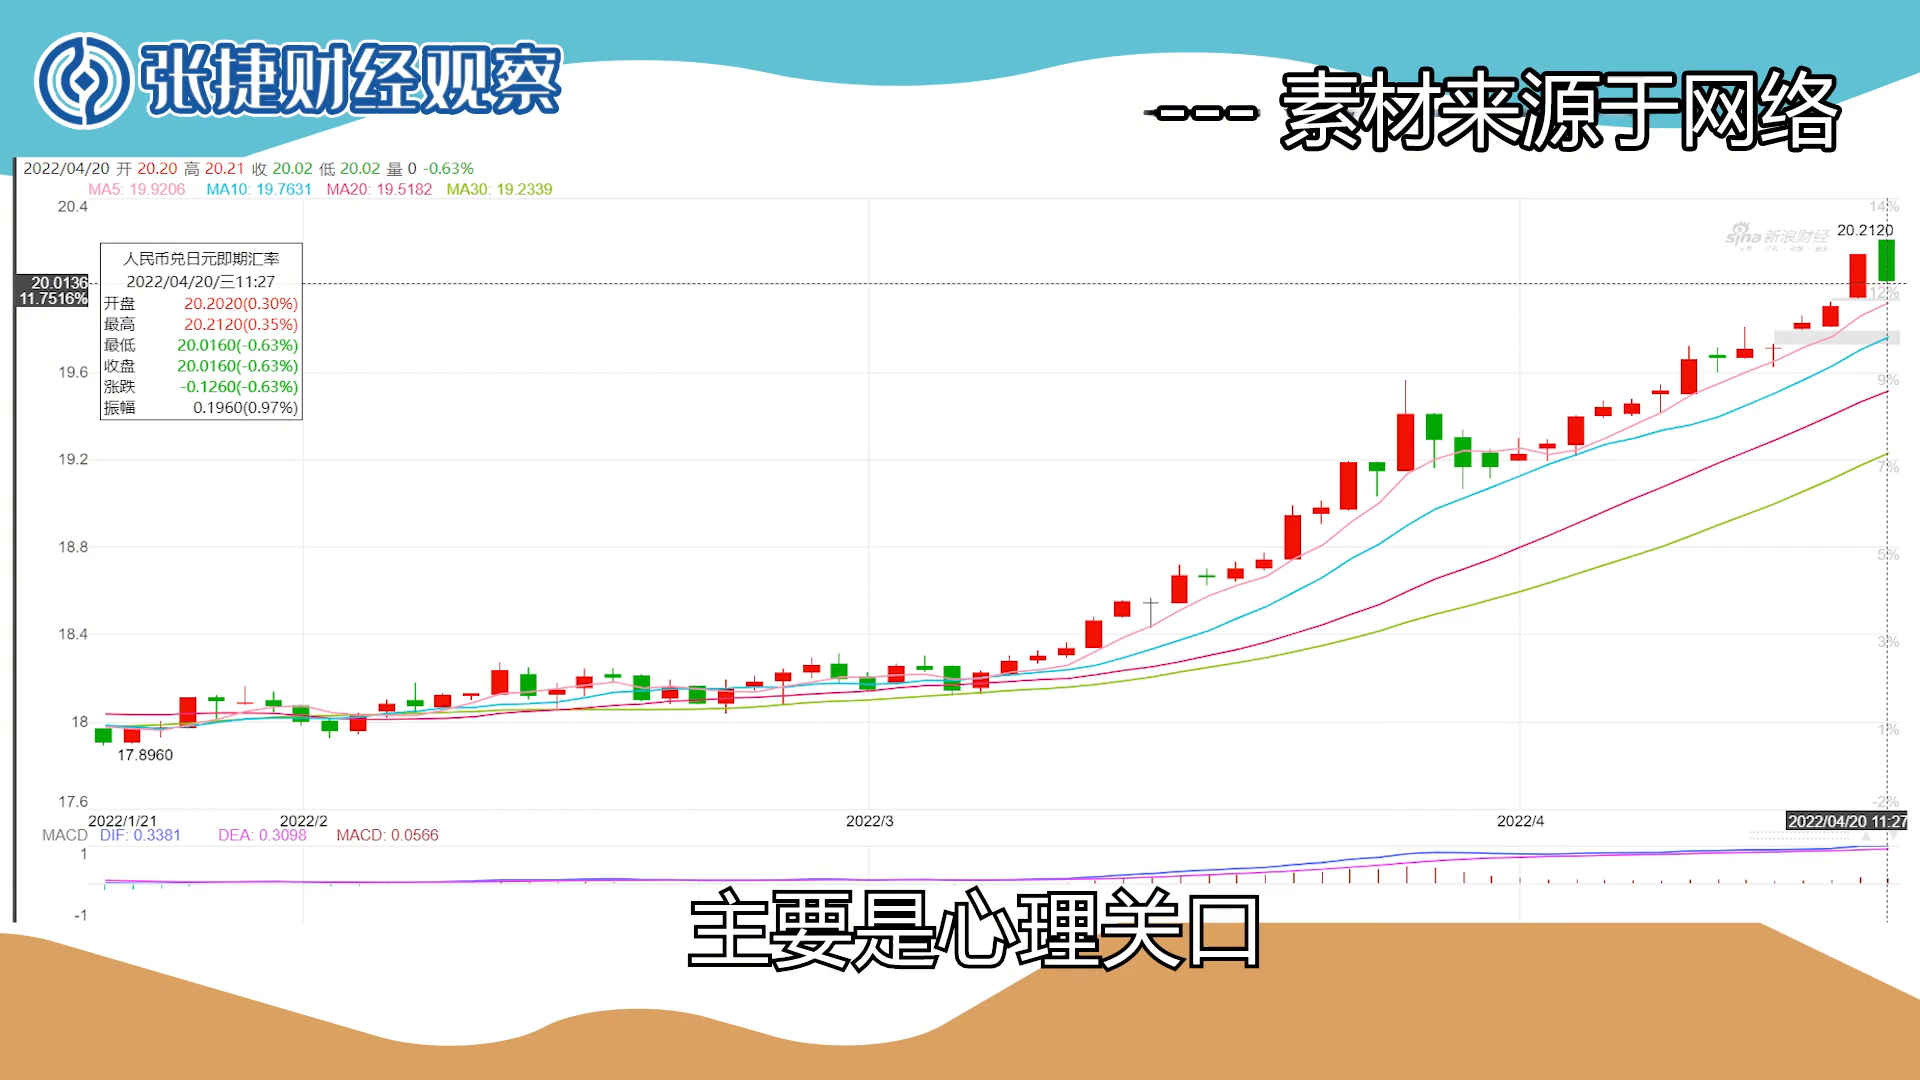 张捷财经观察
---- 素材来源于网络
2022/04/20 开 20.20 高 20.21 收 20.02 低 20.02 量 0 -0.63%
MA5: 19.9206 MA10: 19.7631 MA20: 19.5182 MA30: 19.2339
20.4
14%
sina 新浪财经
20.2120
人民币兑日元即期汇率
2022/04/20/三11:27
20.0136
11.7516%
12%
开盘 20.2020(0.30%)
最高 20.2120(0.35%)
最低 20.0160(-0.63%)
收盘 20.0160(-0.63%)
涨跌 -0.1260(-0.63%)
振幅 0.1960(0.97%)
19.6
9%
19.2
7%
18.8
5%
18.4
3%
18
1%
17.8960
17.6
-2%
2022/1/21 2022/2 2022/3 2022/4 2022/04/20 11:27
MACD DIF: 0.3381 DEA: 0.3098 MACD: 0.0566
1
-1
主要是心理关口